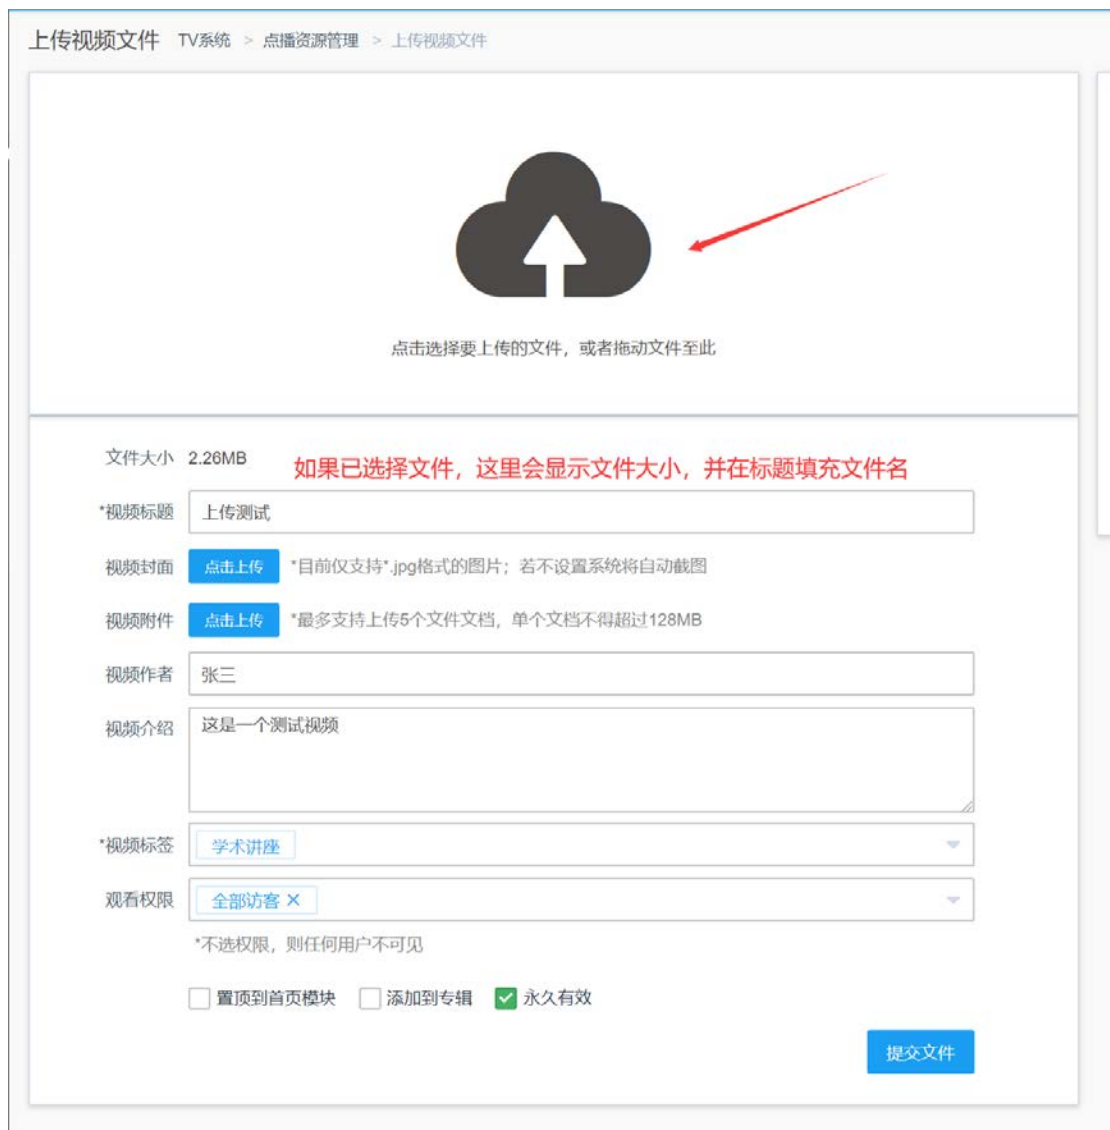 上传视频文件 TV系统 > 点播资源管理 > 上传视频文件
点击选择要上传的文件，或者拖动文件至此
文件大小 2.26MB 如果已选择文件，这里会显示文件大小，并在标题填充文件名
*视频标题 上传测试
视频封面 点击上传 *目前仅支持*.jpg格式的图片；若不设置系统将自动截图
视频附件 点击上传 *最多支持上传5个文件文档，单个文档不得超过128MB
视频作者 张三
视频介绍 这是一个测试视频
*视频标签 学术讲座
观看权限 全部访客 ×
*不选权限，则任何用户不可见
置顶到首页模块 添加到专辑 永久有效
提交文件